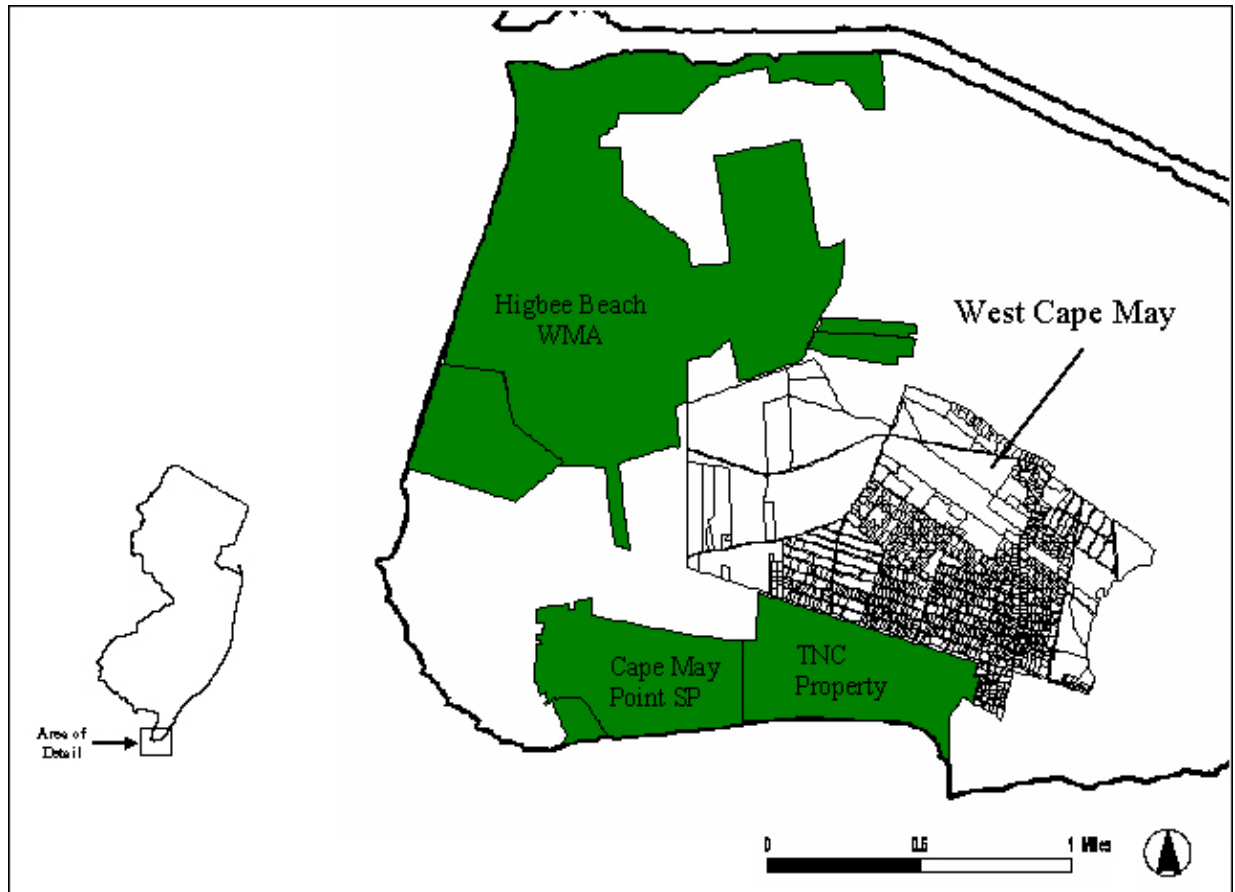 Higbee Beach
WMA
West Cape May
Cape May
Point SP
TNC
Property
Area of
Detail
0
0.5
1 Miles